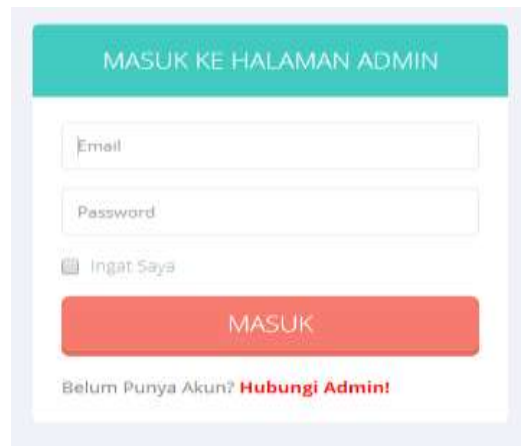 MASUK KE HALAMAN ADMIN
Email
Password
Ingat Saya
MASUK
Belum Punya Akun? Hubungi Admin!